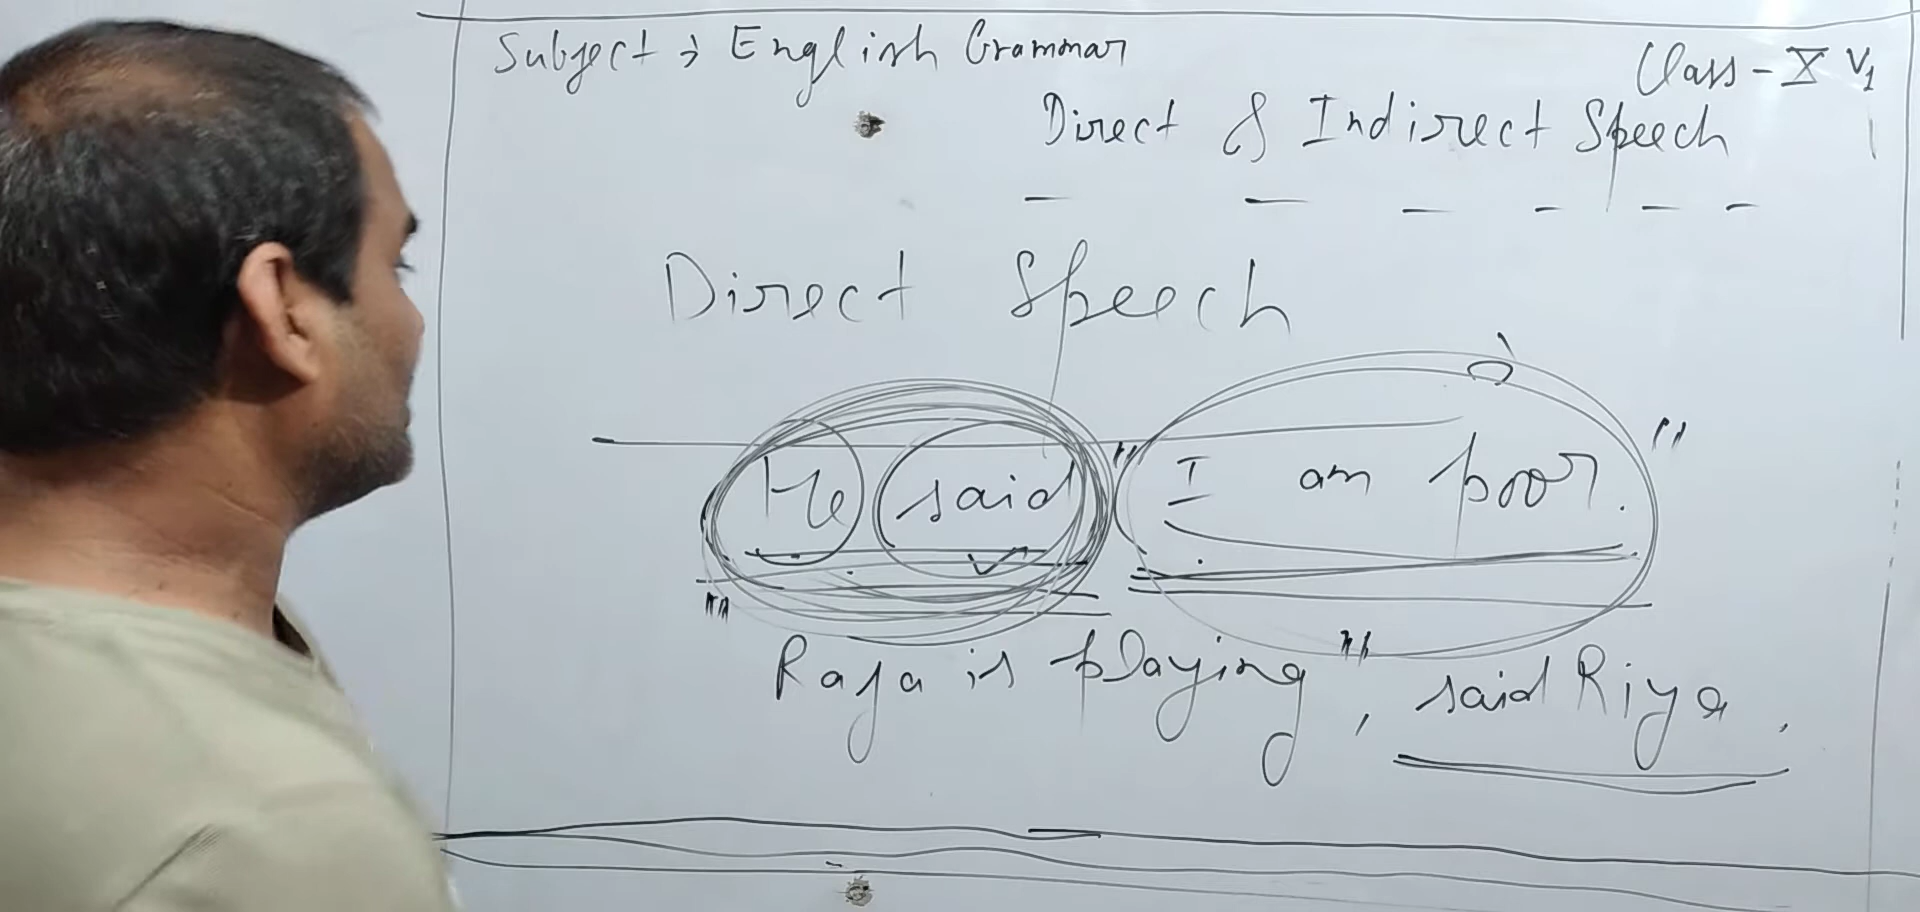 Subject → English Grammar
Class - X V1
Direct & Indirect Speech
Direct Speech
He said "I am poor."
"Raja is playing", said Riya.